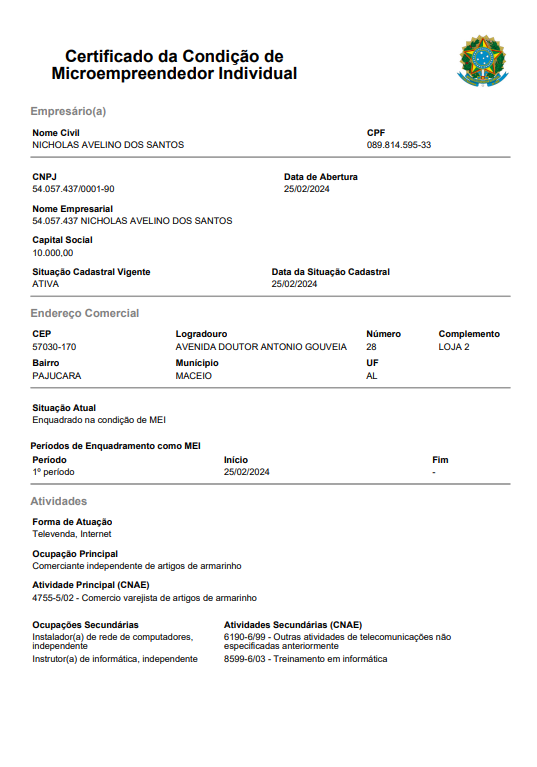 Certificado da Condição de
Microempreendedor Individual
Empresário(a)
Nome Civil CPF
NICHOLAS AVELINO DOS SANTOS 089.814.595-33
CNPJ Data de Abertura
54.057.437/0001-90 25/02/2024
Nome Empresarial
54.057.437 NICHOLAS AVELINO DOS SANTOS
Capital Social
10.000,00
Situação Cadastral Vigente Data da Situação Cadastral
ATIVA 25/02/2024
Endereço Comercial
CEP Logradouro Número Complemento
57030-170 AVENIDA DOUTOR ANTONIO GOUVEIA 28 LOJA 2
Bairro Município UF
PAJUCARA MACEIO AL
Situação Atual
Enquadrado na condição de MEI
Períodos de Enquadramento como MEI
Período Início Fim
1º período 25/02/2024 -
Atividades
Forma de Atuação
Televenda, Internet
Ocupação Principal
Comerciante independente de artigos de armarinho
Atividade Principal (CNAE)
4755-5/02 - Comercio varejista de artigos de armarinho
Ocupações Secundárias Atividades Secundárias (CNAE)
Instalador(a) de rede de computadores, 6190-6/99 - Outras atividades de telecomunicações não
independente especificadas anteriormente
Instrutor(a) de informática, independente 8599-6/03 - Treinamento em informática